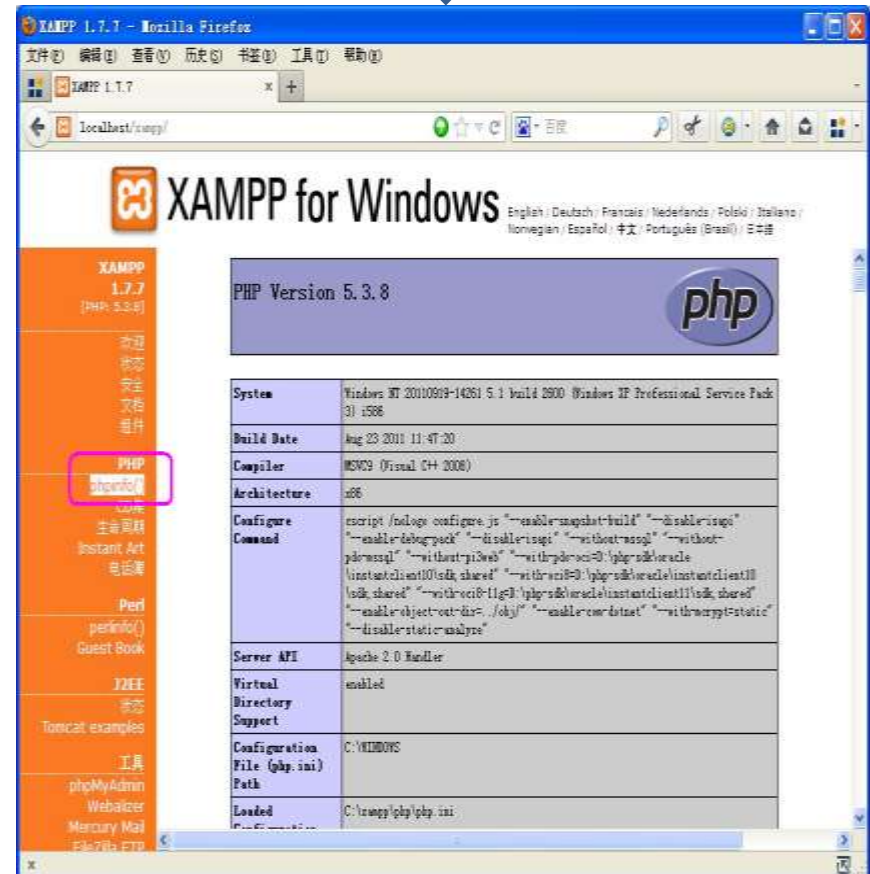 XAMPP 1.7.7 - Mozilla Firefox
文件(F) 编辑(E) 查看(V) 历史(S) 书签(B) 工具(T) 帮助(H)
XAMPP 1.7.7 x +
localhost/xampp/ 百度
XAMPP for Windows
English / Deutsch / Francais / Nederlands / Polski / Italiano /
Norwegian / Español / 中文 / Português (Brasil) / 日本語
XAMPP
1.7.7
[PHP: 5.3.8]
欢迎
状态
安全
文档
组件
PHP
phpinfo()
CD库
生命周期
Instant Art
电话簿
Perl
perlinfo()
Guest Book
J2EE
状态
Tomcat examples
工具
phpMyAdmin
Webalizer
Mercury Mail
FileZilla FTP
PHP Version 5.3.8
php
System
Windows NT 20110919-14261 5.1 build 2600 (Windows XP Professional Service Pack
3) i586
Build Date
Aug 23 2011 11:47:20
Compiler
MSVC9 (Visual C++ 2008)
Architecture
x86
Configure
Command
cscript /nologo configure.js "--enable-snapshot-build" "--disable-isapi"
"--enable-debug-pack" "--disable-isapi" "--without-mssql" "--without-
pdo-mssql" "--without-pi3web" "--with-pdo-oci=D:\php-sdk\oracle
\instantclient10\sdk,shared" "--with-oci8=D:\php-sdk\oracle\instantclient10
\sdk,shared" "--with-oci8-11g=D:\php-sdk\oracle\instantclient11\sdk,shared"
"--enable-object-out-dir=../obj/" "--enable-com-dotnet" "--with-mcrypt=static"
"--disable-static-analyze"
Server API
Apache 2.0 Handler
Virtual
Directory
Support
enabled
Configuration
File (php.ini)
Path
C:\WINDOWS
Loaded
Configuration
C:\xampp\php\php.ini
x